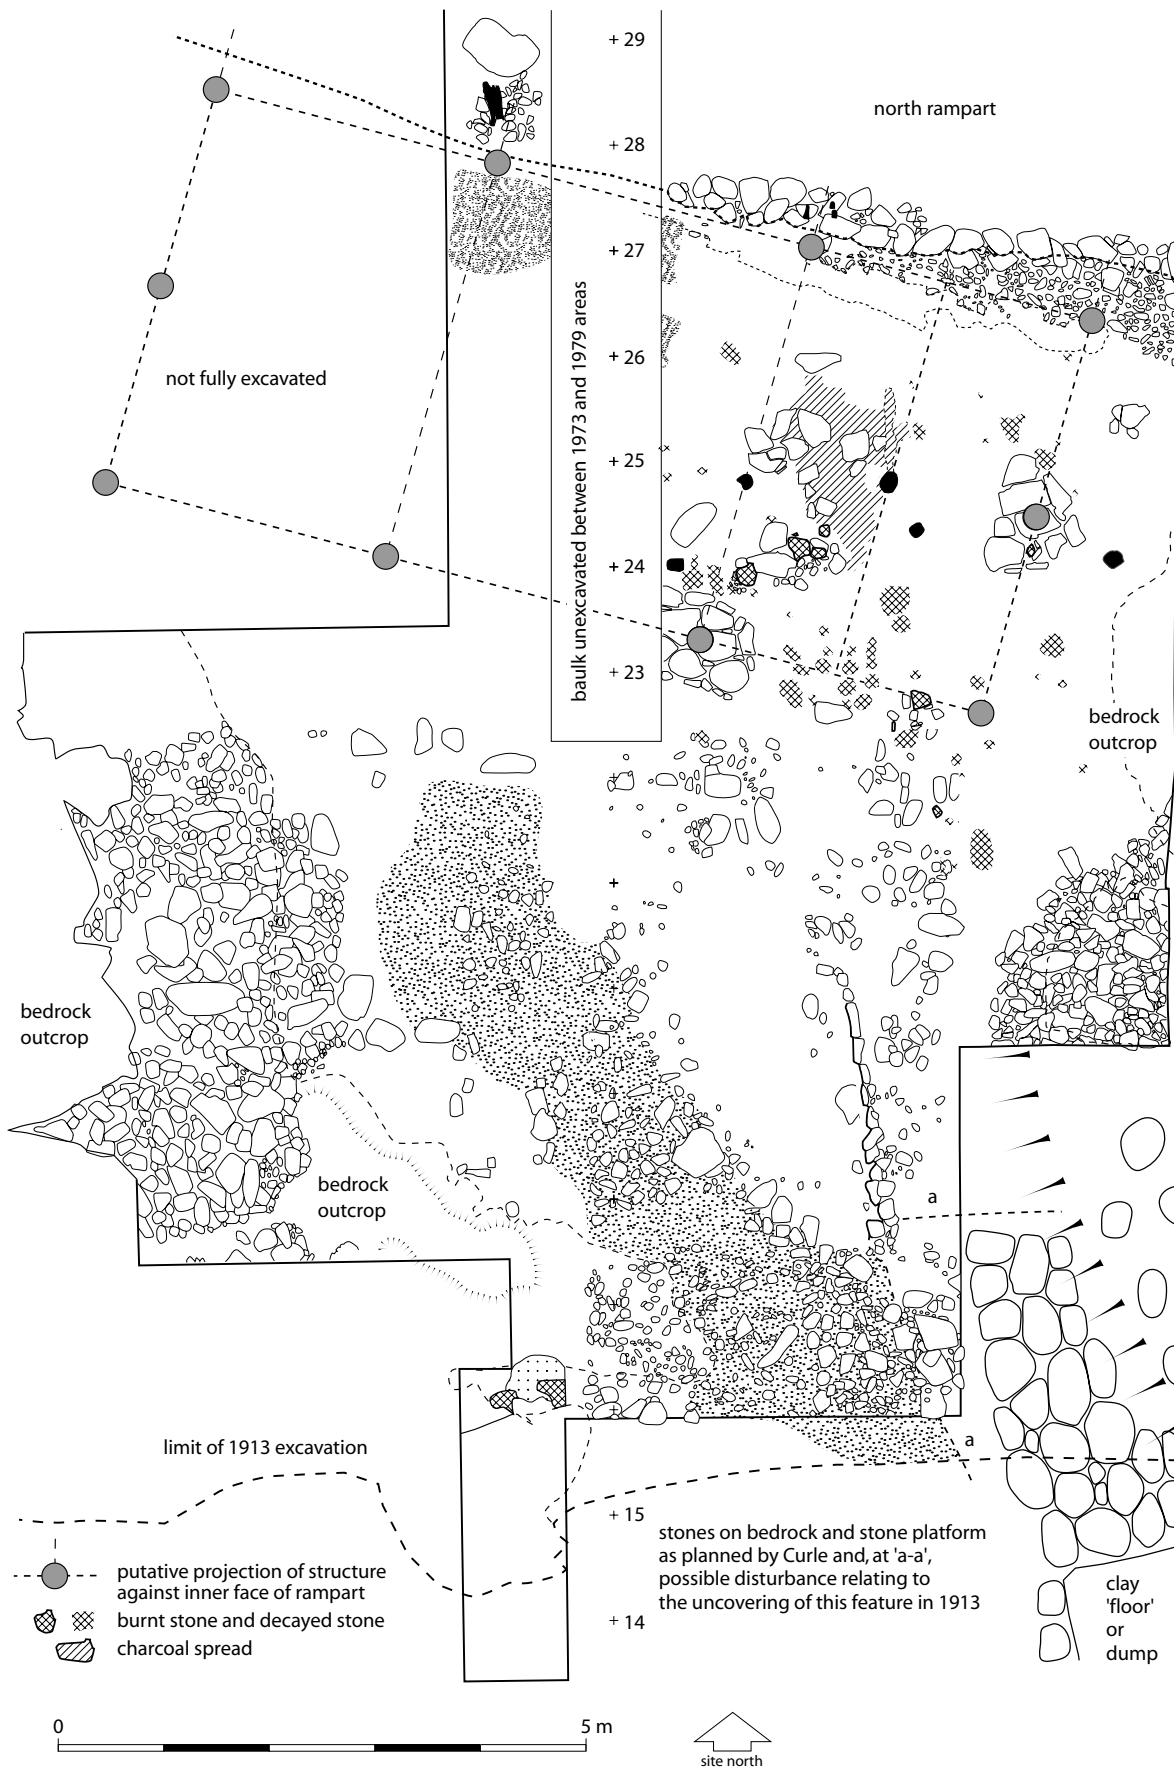 + 29
north rampart
+ 28
+ 27
+ 26
not fully excavated
baulk unexcavated between 1973 and 1979 areas
+ 25
+ 24
+ 23
bedrock
outcrop
+
+
bedrock
outcrop
bedrock
outcrop
a
a
limit of 1913 excavation
+ 15
stones on bedrock and stone platform
as planned by Curle and, at 'a-a',
possible disturbance relating to
the uncovering of this feature in 1913
+ 14
clay
'floor'
or
dump
putative projection of structure
against inner face of rampart
burnt stone and decayed stone
charcoal spread
0
5 m
site north